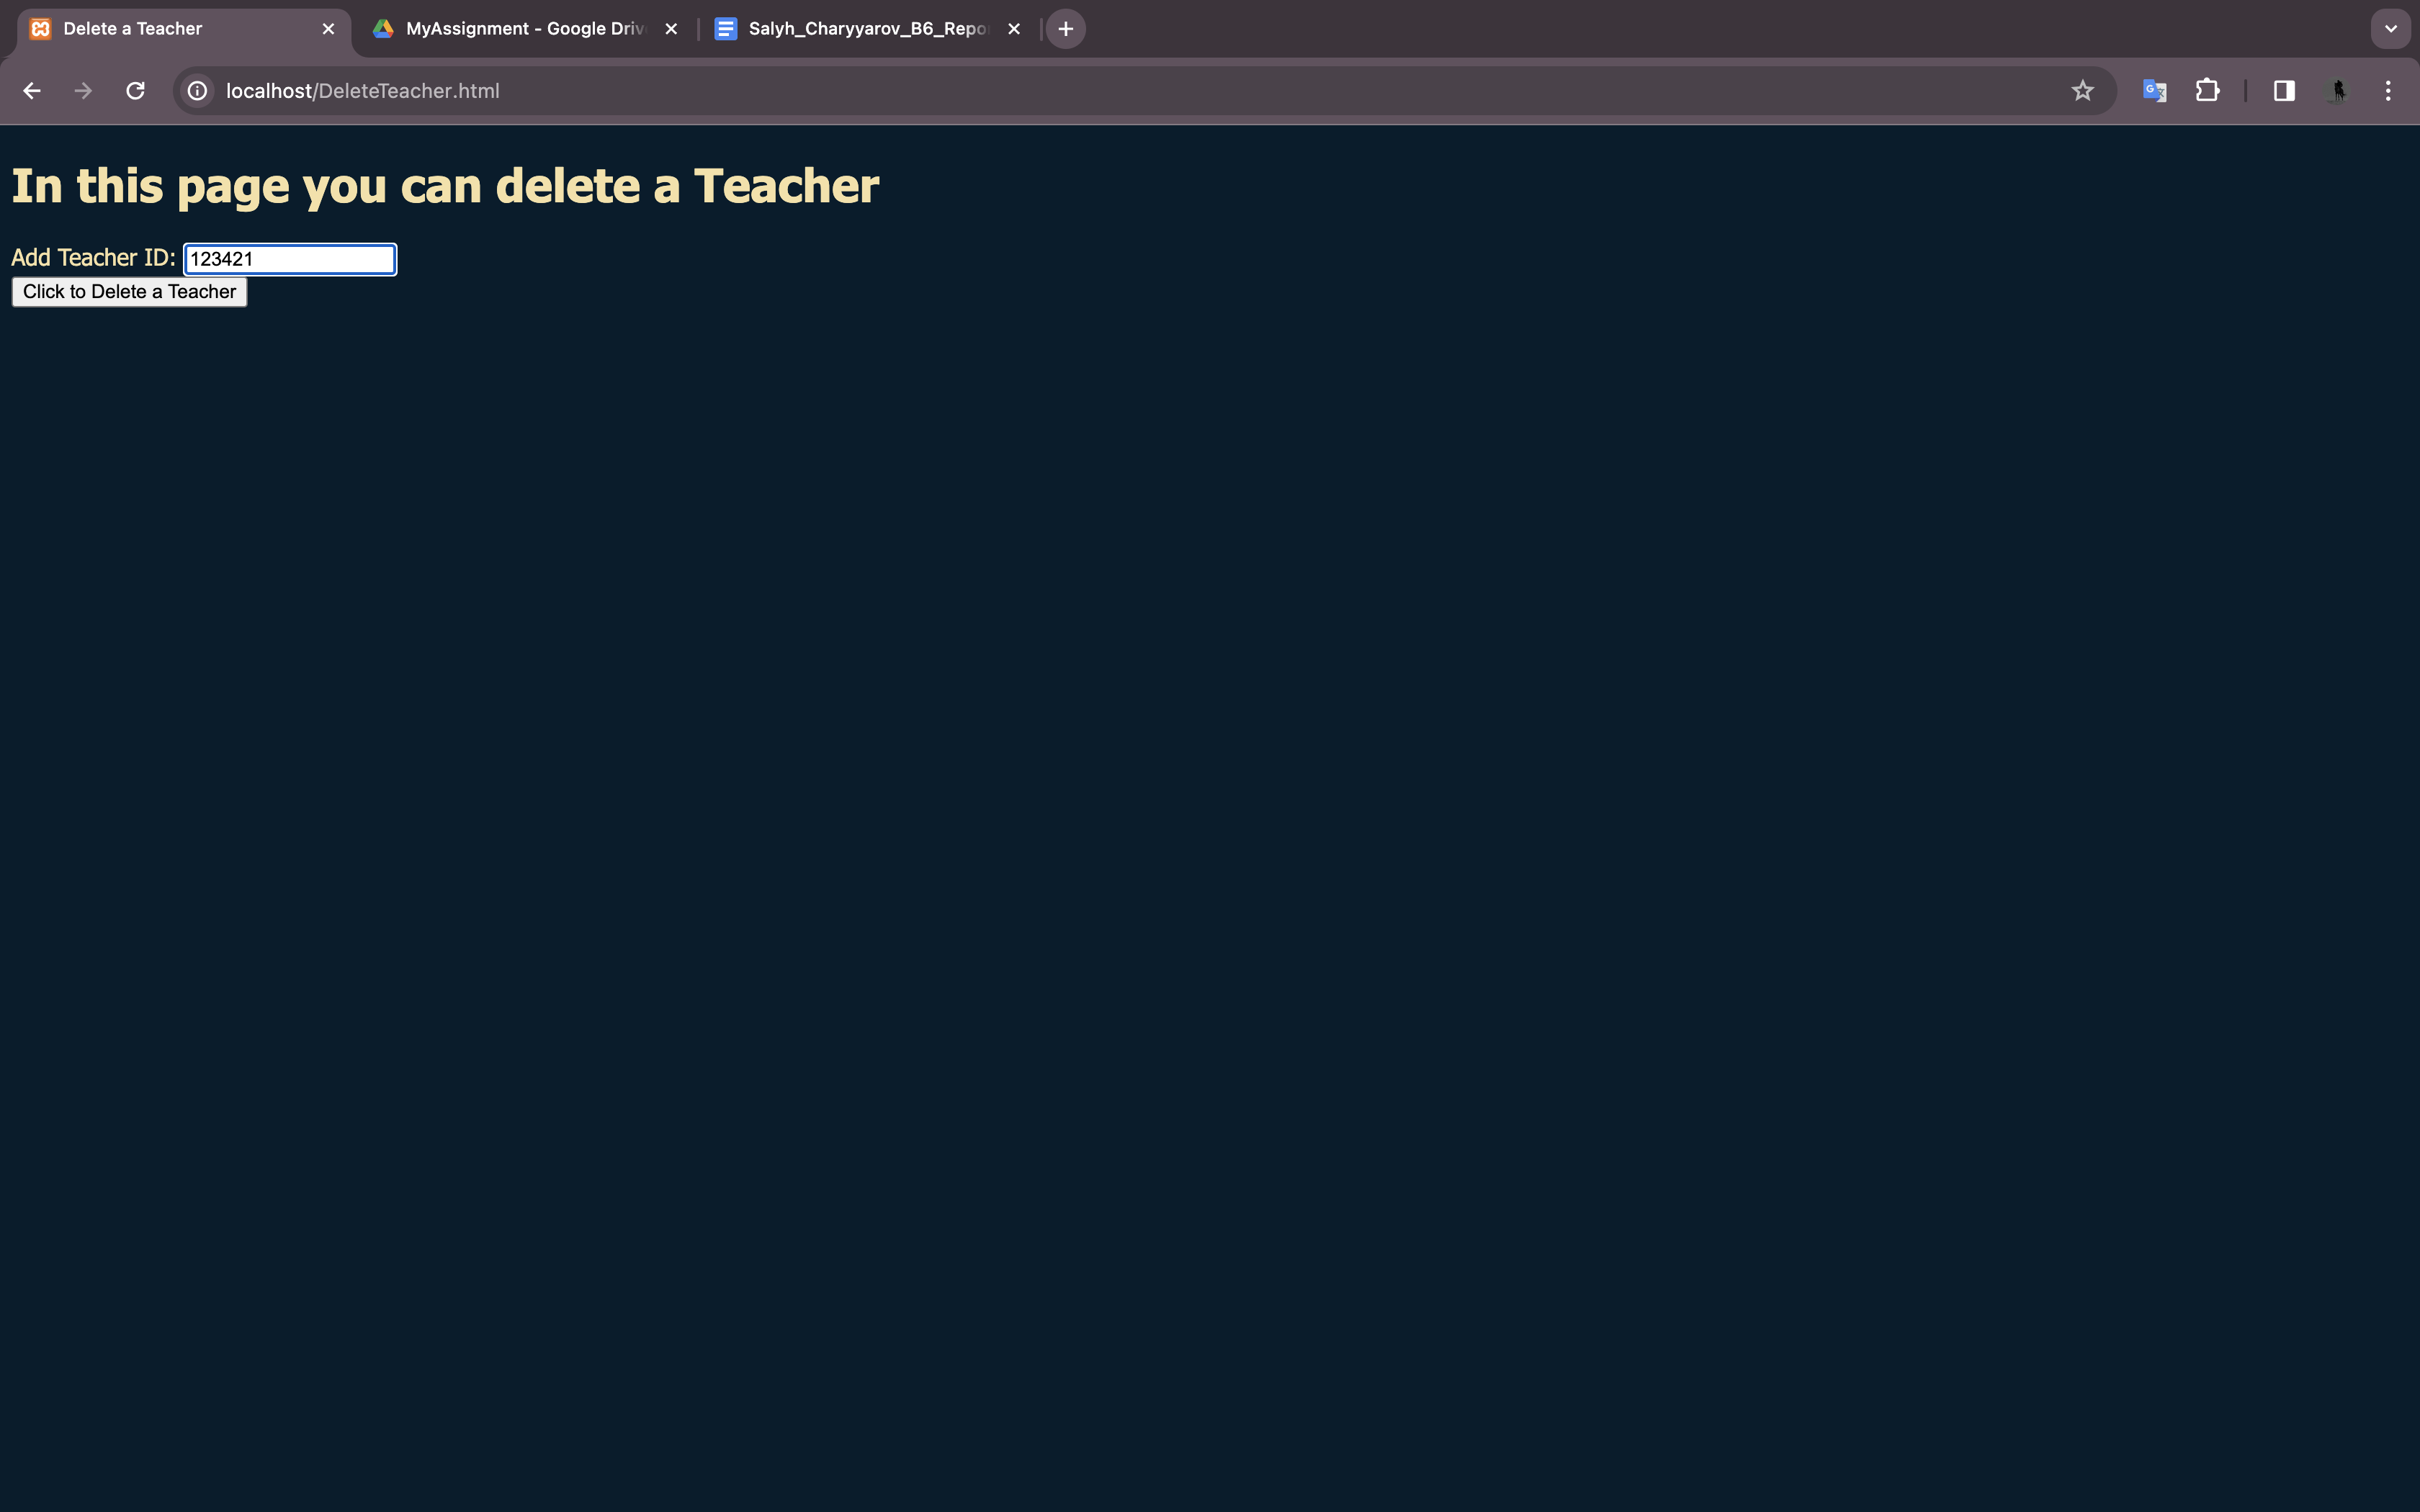 Delete a Teacher
MyAssignment - Google Driv
Salyh_Charyyarov_B6_Repo
localhost/DeleteTeacher.html
In this page you can delete a Teacher
Add Teacher ID: 123421
Click to Delete a Teacher